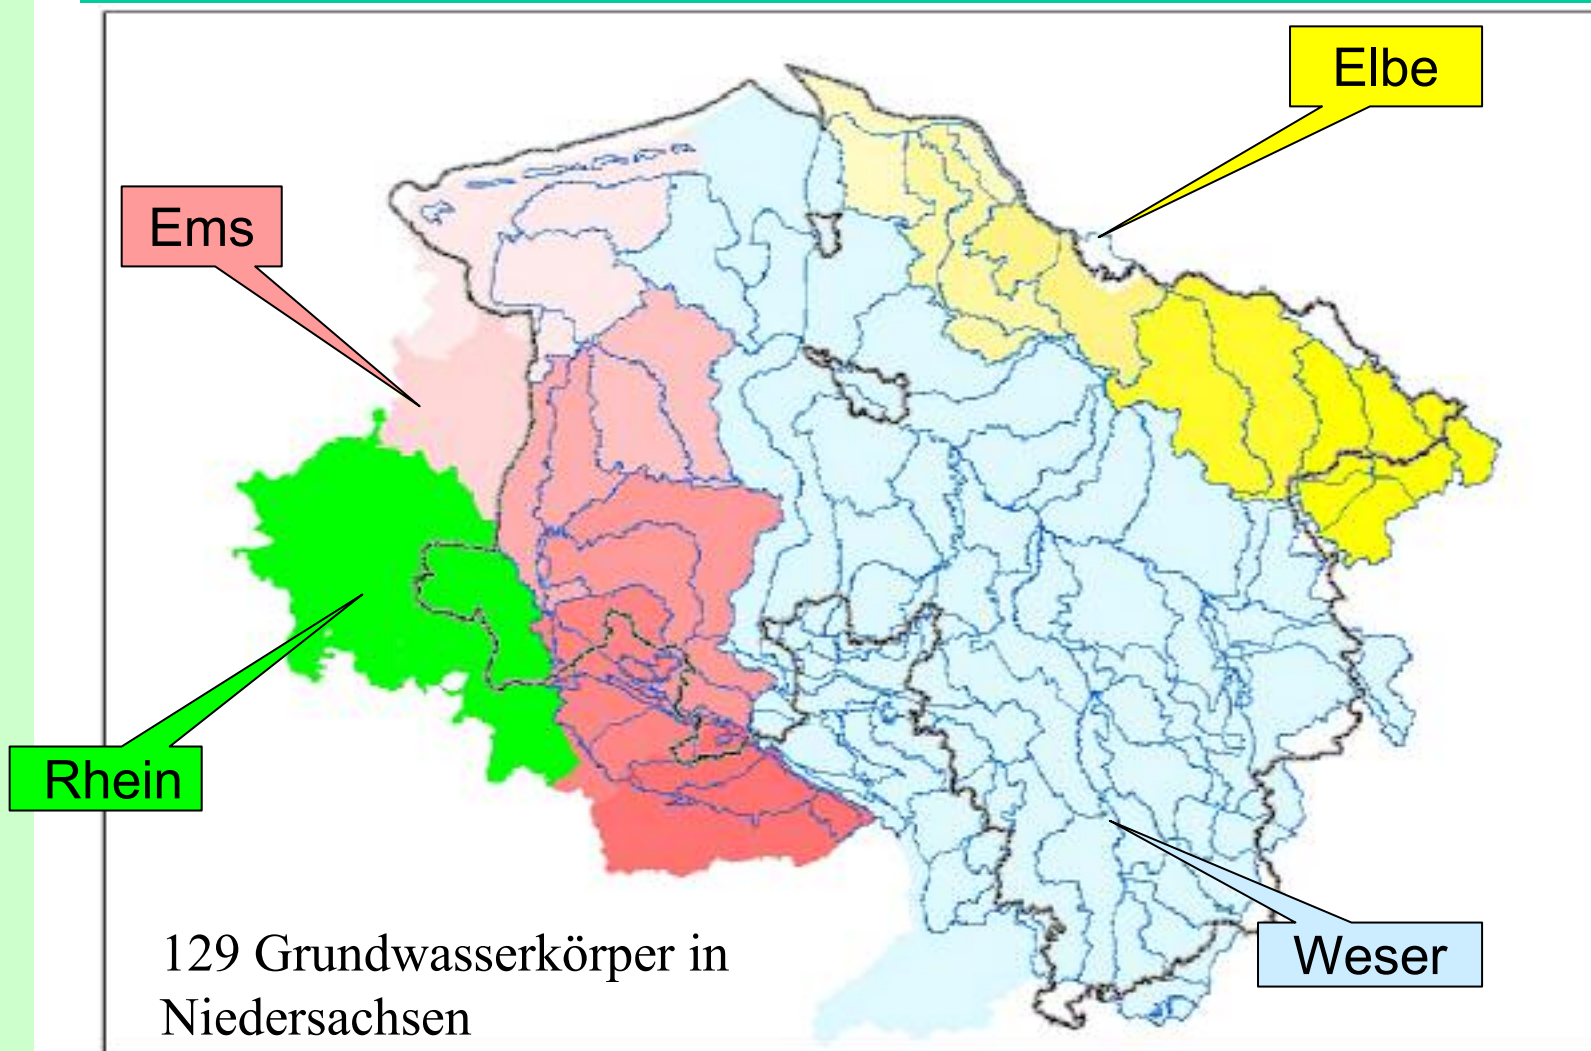 Elbe
Ems
Rhein
Weser
129 Grundwasserkörper in
Niedersachsen